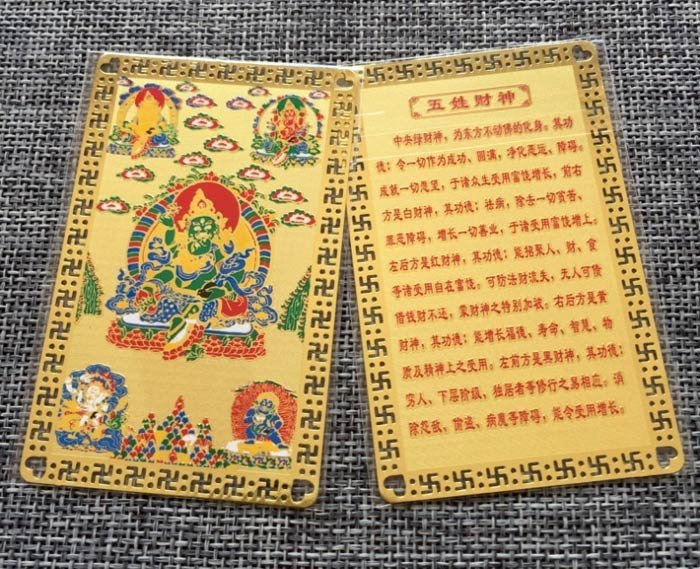 五姓财神
中央绿财神，为东方不动佛的化身。其功
德：令一切作为成功、圆满，净化恶运、障碍。
成就一切愿望，于诸众生受用富饶增长，前右
方是白财神，其功德：祛病，除去一切贫苦、
罪恶障碍，增长一切善业，于诸受用富饶增上。
左后方是红财神，其功德：能招聚人、财、食
等诸受用自在富饶。可防法财流失，无人可偿
借钱财不还，蒙财神之特别加被。右后方是黄
财神，其功德：能增长福德、寿命、智慧、物
质及精神上之受用。左前方是黑财神，其功德：
消
穷人、下层阶级、独居者等修行之易相应。
除怨敌、偷盗、病魔等障碍，能令受用增长。